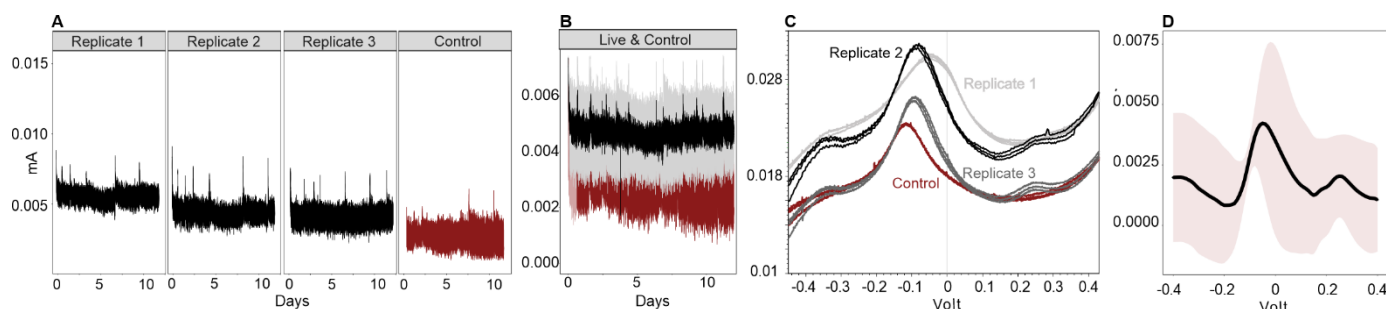 A
Replicate 1
Replicate 2
Replicate 3
Control
0.015
0.010
0.005
mA
0
5
10
0
5
10
0
5
10
0
5
10
Days
B
Live & Control
0.006
0.004
0.002
0.000
0
5
10
Days
C
Replicate 2
Replicate 1
Replicate 3
Control
0.028
0.018
0.01
-0.4
-0.3
-0.2
-0.1
0
0.1
0.2
0.3
0.4
Volt
D
0.0075
0.0050
0.0025
0.0000
-0.4
-0.2
0.2
0.4